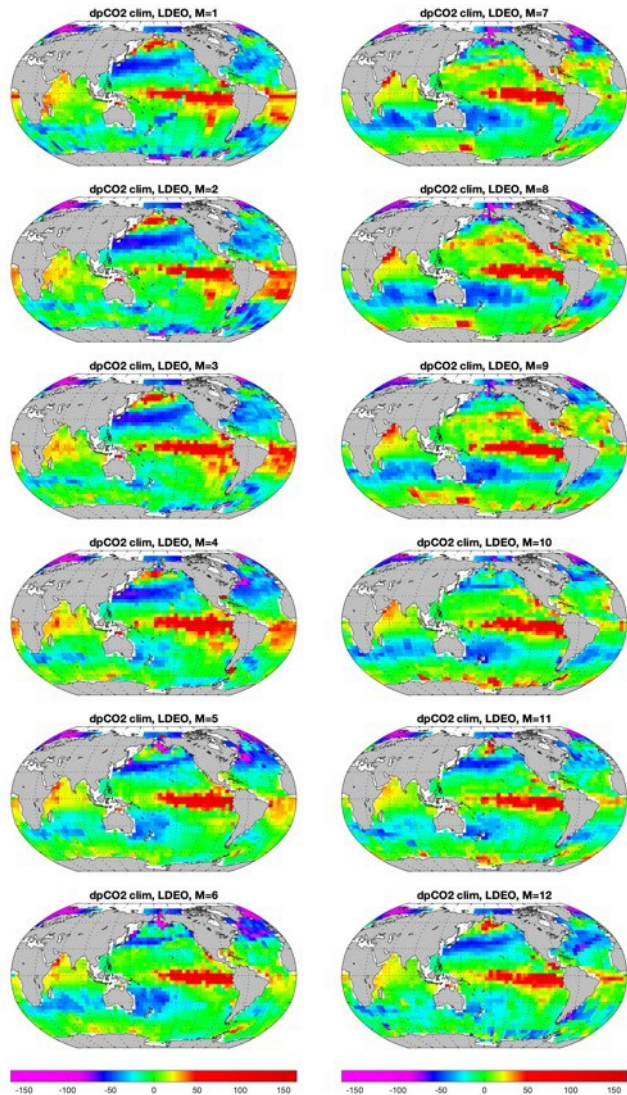 dpCO2 clim, LDEO, M=1
dpCO2 clim, LDEO, M=7
dpCO2 clim, LDEO, M=2
dpCO2 clim, LDEO, M=8
dpCO2 clim, LDEO, M=3
dpCO2 clim, LDEO, M=9
dpCO2 clim, LDEO, M=4
dpCO2 clim, LDEO, M=10
dpCO2 clim, LDEO, M=5
dpCO2 clim, LDEO, M=11
dpCO2 clim, LDEO, M=6
dpCO2 clim, LDEO, M=12
-150 -100 -50 0 50 100 150
-150 -100 -50 0 50 100 150